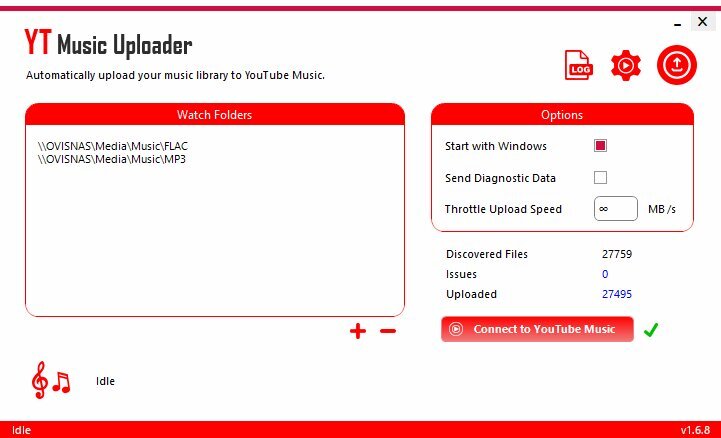 YT Music Uploader
Automatically upload your music library to YouTube Music.
LOG
Watch Folders
\\OVISNAS\Media\Music\FLAC
\\OVISNAS\Media\Music\MP3
Options
Start with Windows
Send Diagnostic Data
Throttle Upload Speed ∞ MB/s
Discovered Files 27759
Issues 0
Uploaded 27495
Connect to YouTube Music
Idle
Idle v1.6.8